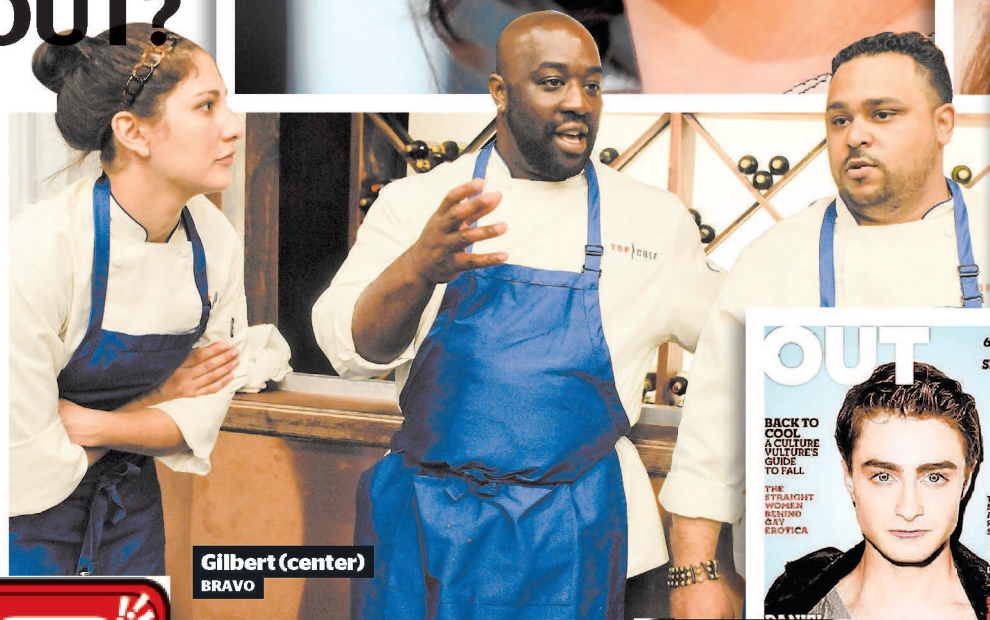 OUT?
TOP CHEF
Gilbert (center)
BRAVO
OUT
BACK TO
COOL
A CULTURE
VULTURE'S
GUIDE
TO FALL
THE
STRAIGHT
WOMEN
BEHIND
GAY
EROTICA